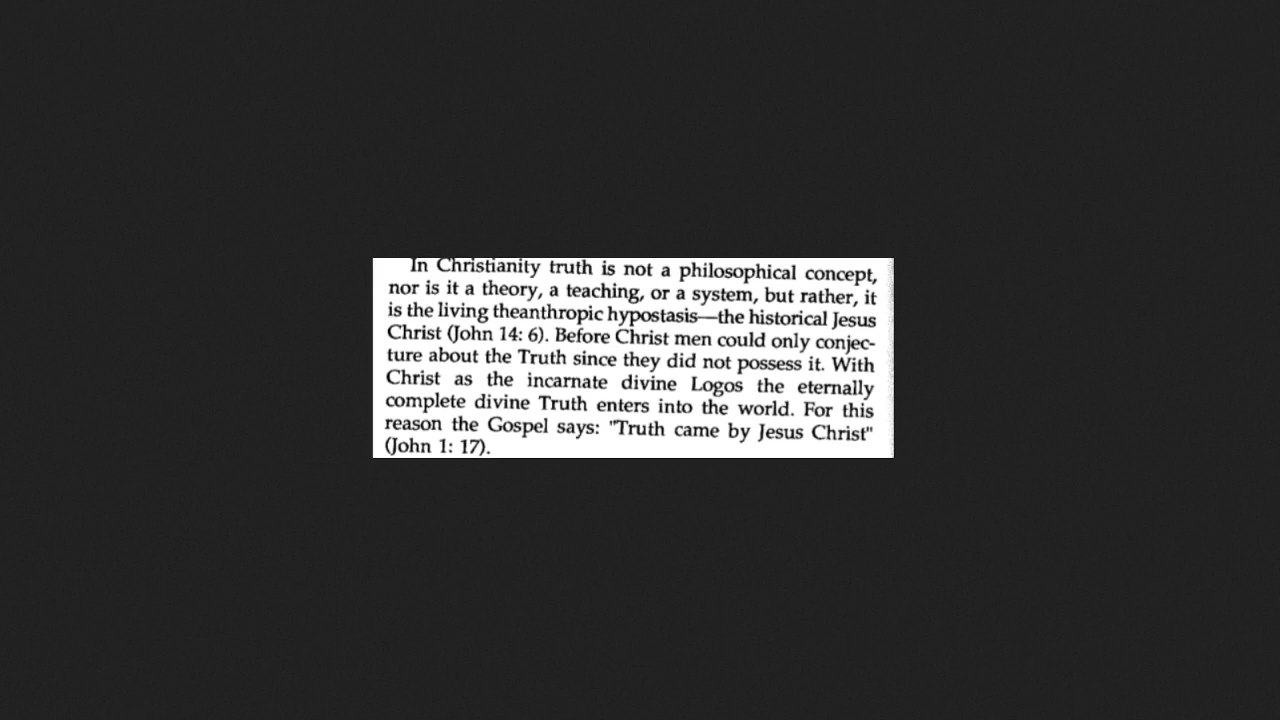 In Christianity truth is not a philosophical concept,
nor is it a theory, a teaching, or a system, but rather, it
is the living theanthropic hypostasis—the historical Jesus
Christ (John 14: 6). Before Christ men could only conjec-
ture about the Truth since they did not possess it. With
Christ as the incarnate divine Logos the eternally
complete divine Truth enters into the world. For this
reason the Gospel says: "Truth came by Jesus Christ"
(John 1: 17).